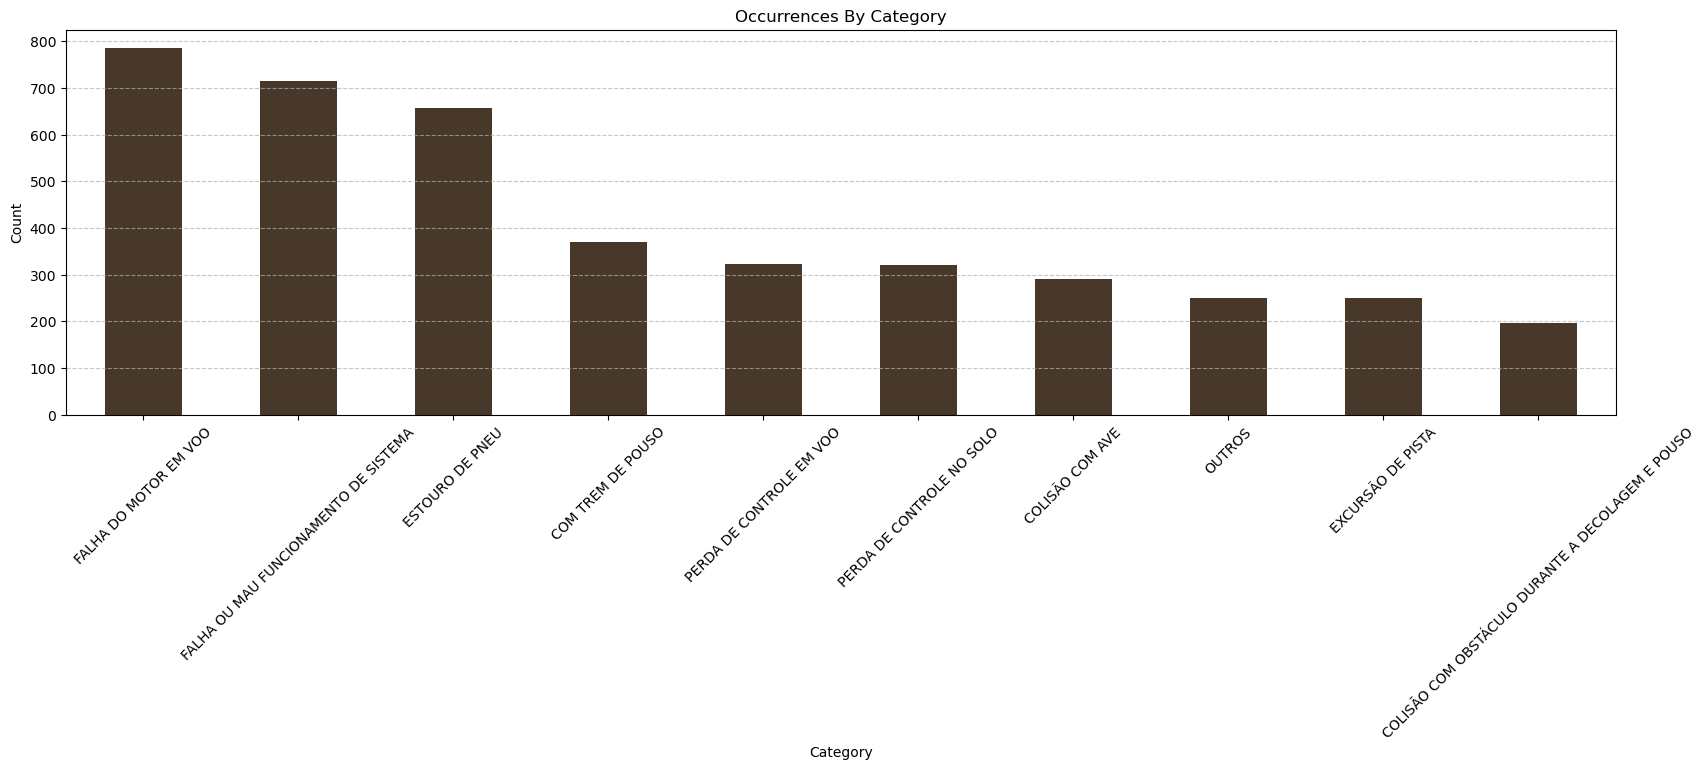 Occurrences By Category
800
700
600
500
400
300
200
100
0
Count
FALHA DO MOTOR EM VOO
FALHA OU MAU FUNCIONAMENTO DE SISTEMA
ESTOURO DE PNEU
COM TREM DE POUSO
PERDA DE CONTROLE EM VOO
PERDA DE CONTROLE NO SOLO
COLISÃO COM AVE
OUTROS
EXCURSÃO DE PISTA
COLISÃO COM OBSTÁCULO DURANTE A DECOLAGEM E POUSO
Category